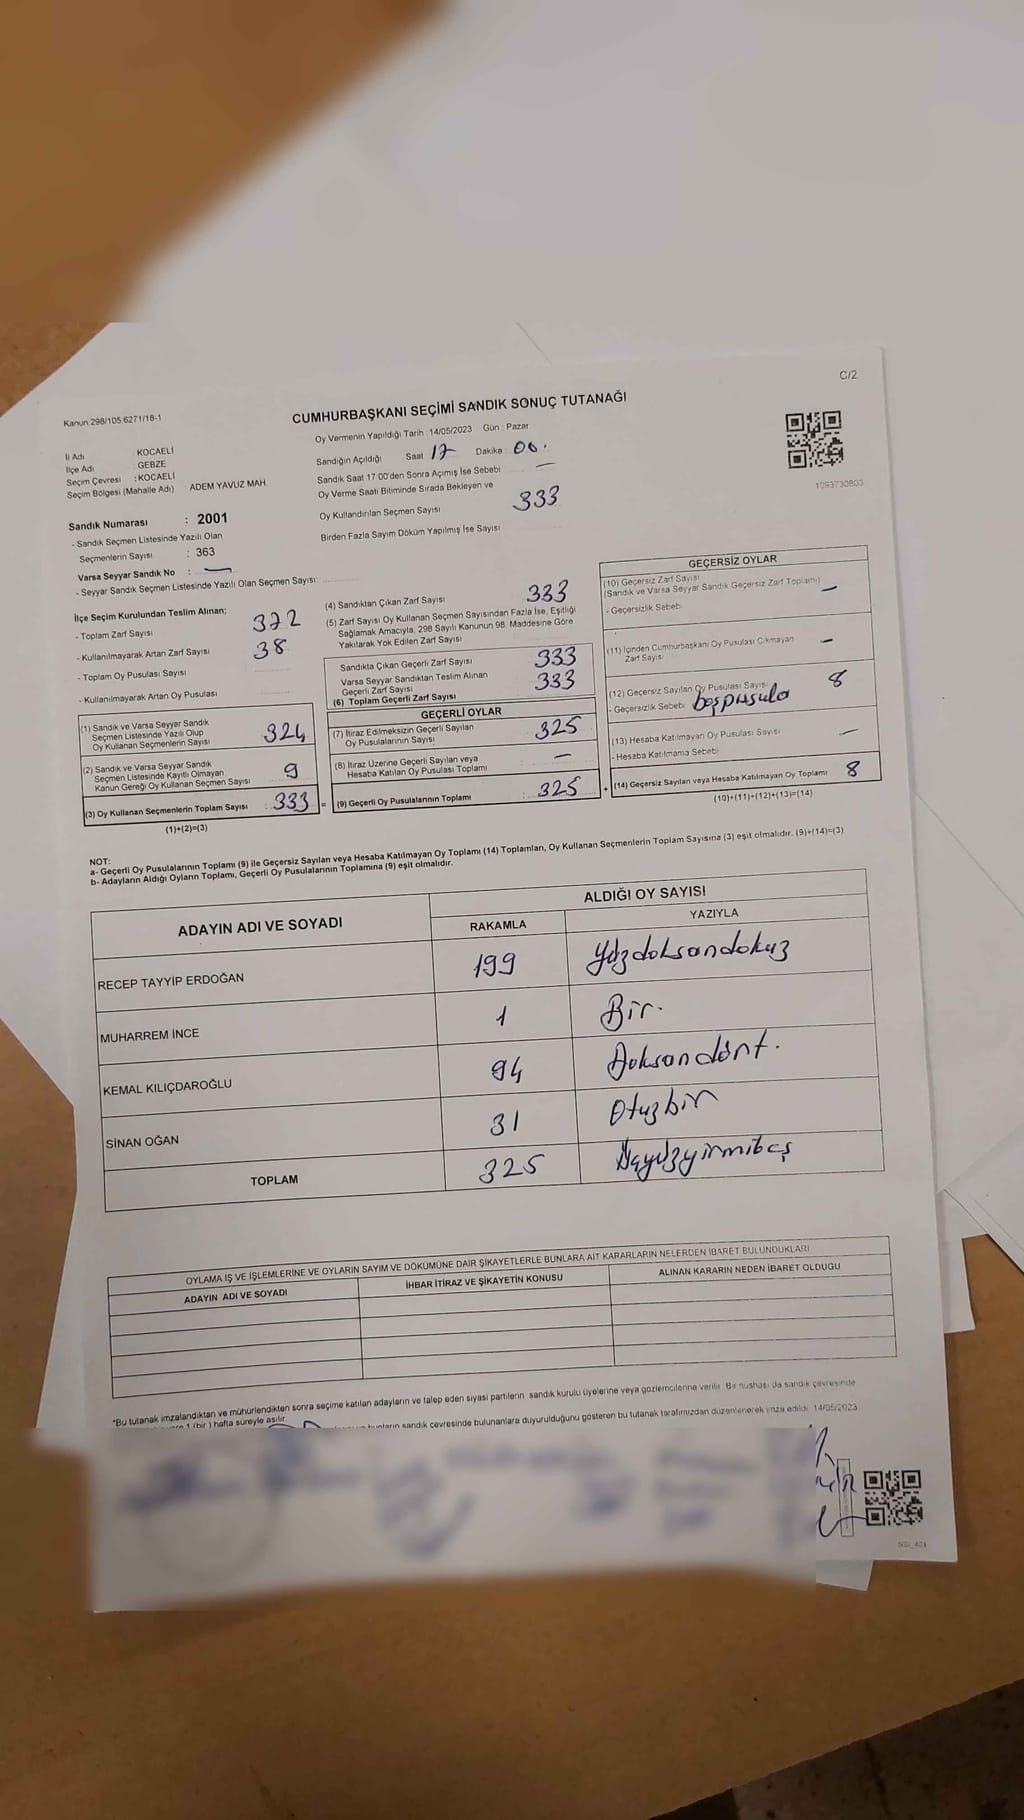 C/2
Kanun:298/105:6271/18-1
CUMHURBAŞKANI SEÇİMİ SANDIK SONUÇ TUTANAĞI
Oy Vermenin Yapıldığı Tarih :14/05/2023 Gün : Pazar
İl Adı KOCAELİ
İlçe Adı GEBZE
Seçim Çevresi : KOCAELİ
Seçim Bölgesi (Mahalle Adı) ADEM YAVUZ MAH.
Sandığın Açıldığı Saat 17 Dakika 00.
Sandık Saat 17:00'den Sonra Açımış İse Sebebi —
Oy Verme Saati Bitiminde Sırada Bekleyen ve
Oy Kullandırılan Seçmen Sayısı 333
Birden Fazla Sayım Döküm Yapılmış İse Sayısı
1093730803
Sandık Numarası : 2001
- Sandık Seçmen Listesinde Yazılı Olan
Seçmenlerin Sayısı : 363
Varsa Seyyar Sandık No : —
- Seyyar Sandık Seçmen Listesinde Yazılı Olan Seçmen Sayısı:
İlçe Seçim Kurulundan Teslim Alınan;
- Toplam Zarf Sayısı 372
- Kullanılmayarak Artan Zarf Sayısı 38
- Toplam Oy Pusulası Sayısı
- Kullanılmayarak Artan Oy Pusulası
(1) Sandık ve Varsa Seyyar Sandık
Seçmen Listesinde Yazılı Olup
Oy Kullanan Seçmenlerin Sayısı 324
(2) Sandık ve Varsa Seyyar Sandık
Seçmen Listesinde Kayıtlı Olmayan
Kanun Gereği Oy Kullanan Seçmen Sayısı 9
(3) Oy Kullanan Seçmenlerin Toplam Sayısı : 333 =
(1)+(2)=(3)
(4) Sandıktan Çıkan Zarf Sayısı 333
(5) Zarf Sayısı Oy Kullanan Seçmen Sayısından Fazla İse, Eşitliği
Sağlamak Amacıyla, 298 Sayılı Kanunun 98. Maddesine Göre
Yakılarak Yok Edilen Zarf Sayısı
Sandıkta Çıkan Geçerli Zarf Sayısı 333
Varsa Seyyar Sandıktan Teslim Alınan
Geçerli Zarf Sayısı 333
(6) Toplam Geçerli Zarf Sayısı
GEÇERLİ OYLAR
(7) İtiraz Edilmeksizin Geçerli Sayılan
Oy Pusulalarının Sayısı 325
(8) İtiraz Üzerine Geçerli Sayılan veya
Hesaba Katılan Oy Pusulası Toplamı —
(9) Geçerli Oy Pusulalarının Toplamı : 325 +
GEÇERSİZ OYLAR
(10) Geçersiz Zarf Sayısı
(Sandık ve Varsa Seyyar Sandık Geçersiz Zarf Toplamı) —
- Geçersizlik Sebebi
(11) İçinden Cumhurbaşkanı Oy Pusulası Çıkmayan
Zarf Sayısı —
(12) Geçersiz Sayılan Oy Pusulası Sayısı 8
- Geçersizlik Sebebi boş pusula
(13) Hesaba Katılmayan Oy Pusulası Sayısı —
- Hesaba Katılmama Sebebi
(14) Geçersiz Sayılan veya Hesaba Katılmayan Oy Toplamı 8
(10)+(11)+(12)+(13)=(14)
NOT:
a- Geçerli Oy Pusulalarının Toplamı (9) ile Geçersiz Sayılan veya Hesaba Katılmayan Oy Toplamı (14) Toplamları, Oy Kullanan Seçmenlerin Toplam Sayısına (3) eşit olmalıdır. (9)+(14)=(3)
b- Adayların Aldığı Oyların Toplamı, Geçerli Oy Pusulalarının Toplamına (9) eşit olmalıdır.
ADAYIN ADI VE SOYADI
ALDIĞI OY SAYISI
RAKAMLA YAZIYLA
RECEP TAYYİP ERDOĞAN 199 Yüzdoksandokuz
MUHARREM İNCE 1 Bir.
KEMAL KILIÇDAROĞLU 94 Doksandört.
SİNAN OĞAN 31 Otuzbir
TOPLAM 325 Üçyüzyirmibeş
OYLAMA İŞ VE İŞLEMLERİNE VE OYLARIN SAYIM VE DÖKÜMÜNE DAİR ŞİKAYETLERLE BUNLARA AİT KARARLARIN NELERDEN İBARET BULUNDUKLARI
ADAYIN ADI VE SOYADI İHBAR İTİRAZ VE ŞİKAYETİN KONUSU ALINAN KARARIN NEDEN İBARET OLDUĞU
*Bu tutanak imzalandıktan ve mühürlendikten sonra seçime katılan adayların ve talep eden siyasi partilerin sandık kurulu üyelerine veya gözlemcilerine verilir. Bir nüshası da sandık çevresinde
1 (bir) hafta süreyle asılır.
sandık çevresinde bulunanlara duyurulduğunu gösteren bu tutanak tarafımızdan düzenlenerek imza edildi. 14/05/2023